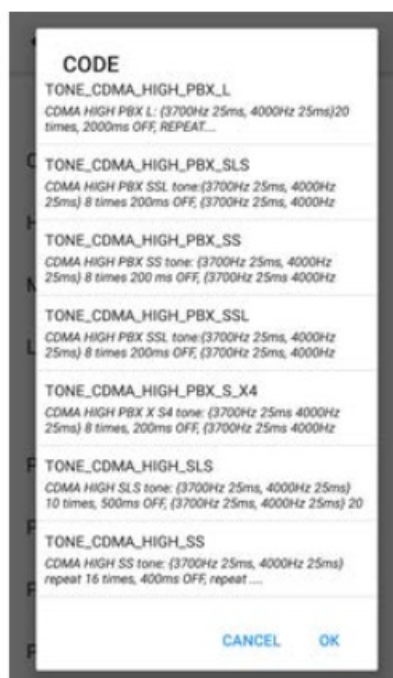 CODE
TONE_CDMA_HIGH_PBX_L
CDMA HIGH PBX L: {3700Hz 25ms, 4000Hz 25ms}20
times, 2000ms OFF, REPEAT....
TONE_CDMA_HIGH_PBX_SLS
CDMA HIGH PBX SSL tone:{3700Hz 25ms, 4000Hz
25ms} 8 times 200ms OFF, {3700Hz 25ms, 4000Hz
TONE_CDMA_HIGH_PBX_SS
CDMA HIGH PBX SS tone: {3700Hz 25ms, 4000Hz
25ms} 8 times 200 ms OFF, {3700Hz 25ms 4000Hz
TONE_CDMA_HIGH_PBX_SSL
CDMA HIGH PBX SSL tone:{3700Hz 25ms, 4000Hz
25ms} 8 times 200ms OFF, {3700Hz 25ms, 4000Hz
TONE_CDMA_HIGH_PBX_S_X4
CDMA HIGH PBX X S4 tone: {3700Hz 25ms 4000Hz
25ms} 8 times, 200ms OFF, {3700Hz 25ms 4000Hz
TONE_CDMA_HIGH_SLS
CDMA HIGH SLS tone: {3700Hz 25ms, 4000Hz 25ms}
10 times, 500ms OFF, {3700Hz 25ms, 4000Hz 25ms} 20
TONE_CDMA_HIGH_SS
CDMA HIGH SS tone: {3700Hz 25ms, 4000Hz 25ms}
repeat 16 times, 400ms OFF, repeat ....
CANCEL OK